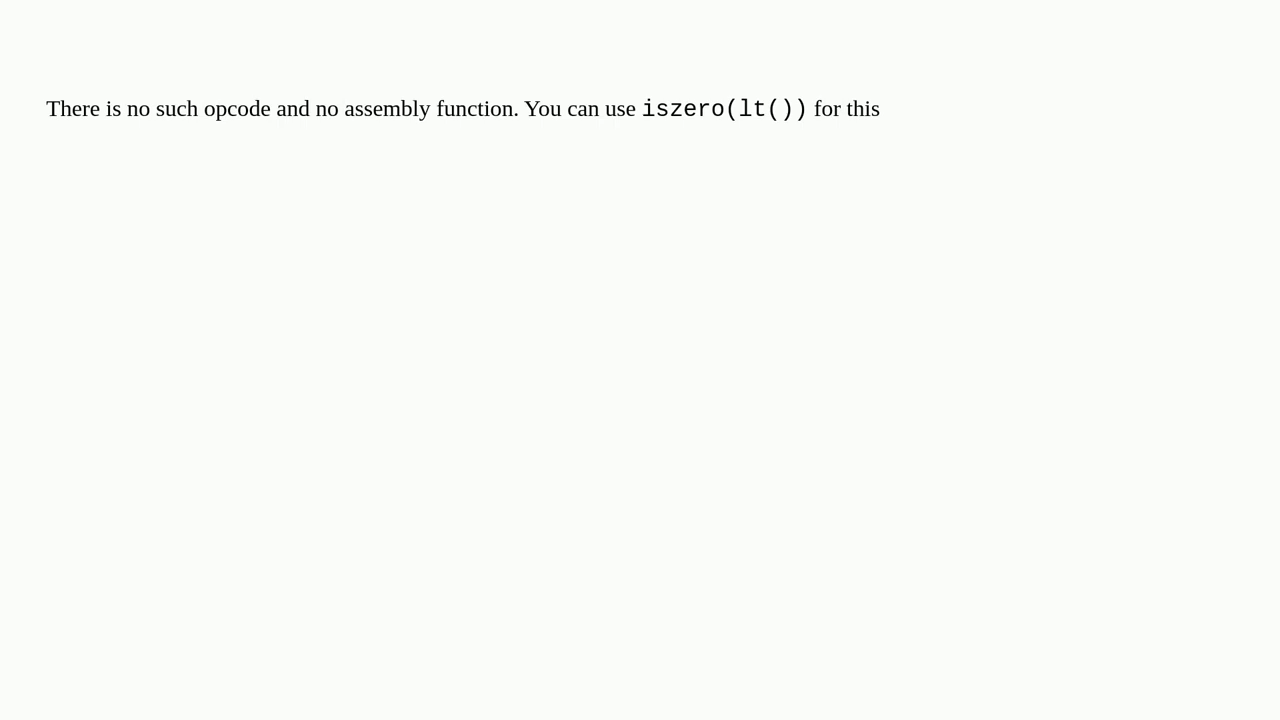 There is no such opcode and no assembly function. You can use iszero(lt()) for this